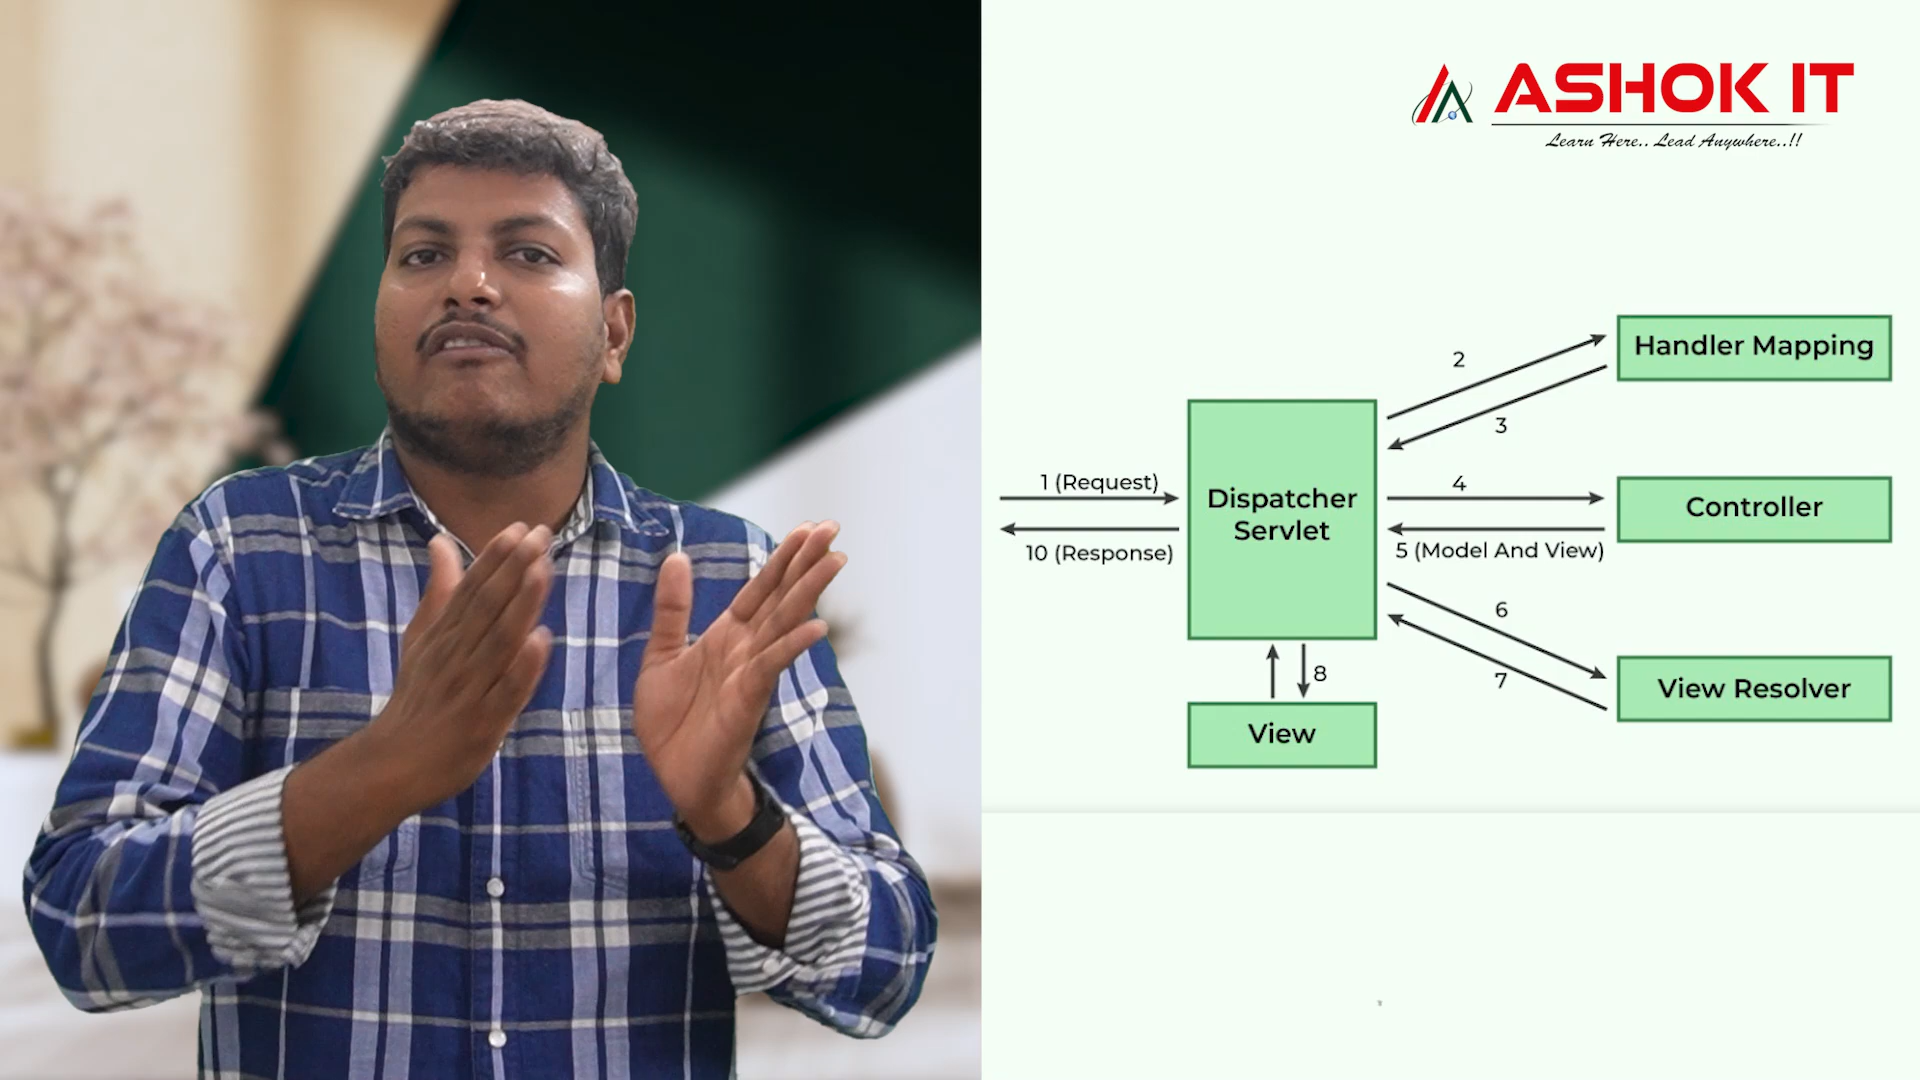 ASHOK IT
Learn Here.. Lead Anywhere..!!
Handler Mapping
2
3
1 (Request)
10 (Response)
Dispatcher
Servlet
4
5 (Model And View)
Controller
6
7
View Resolver
8
View